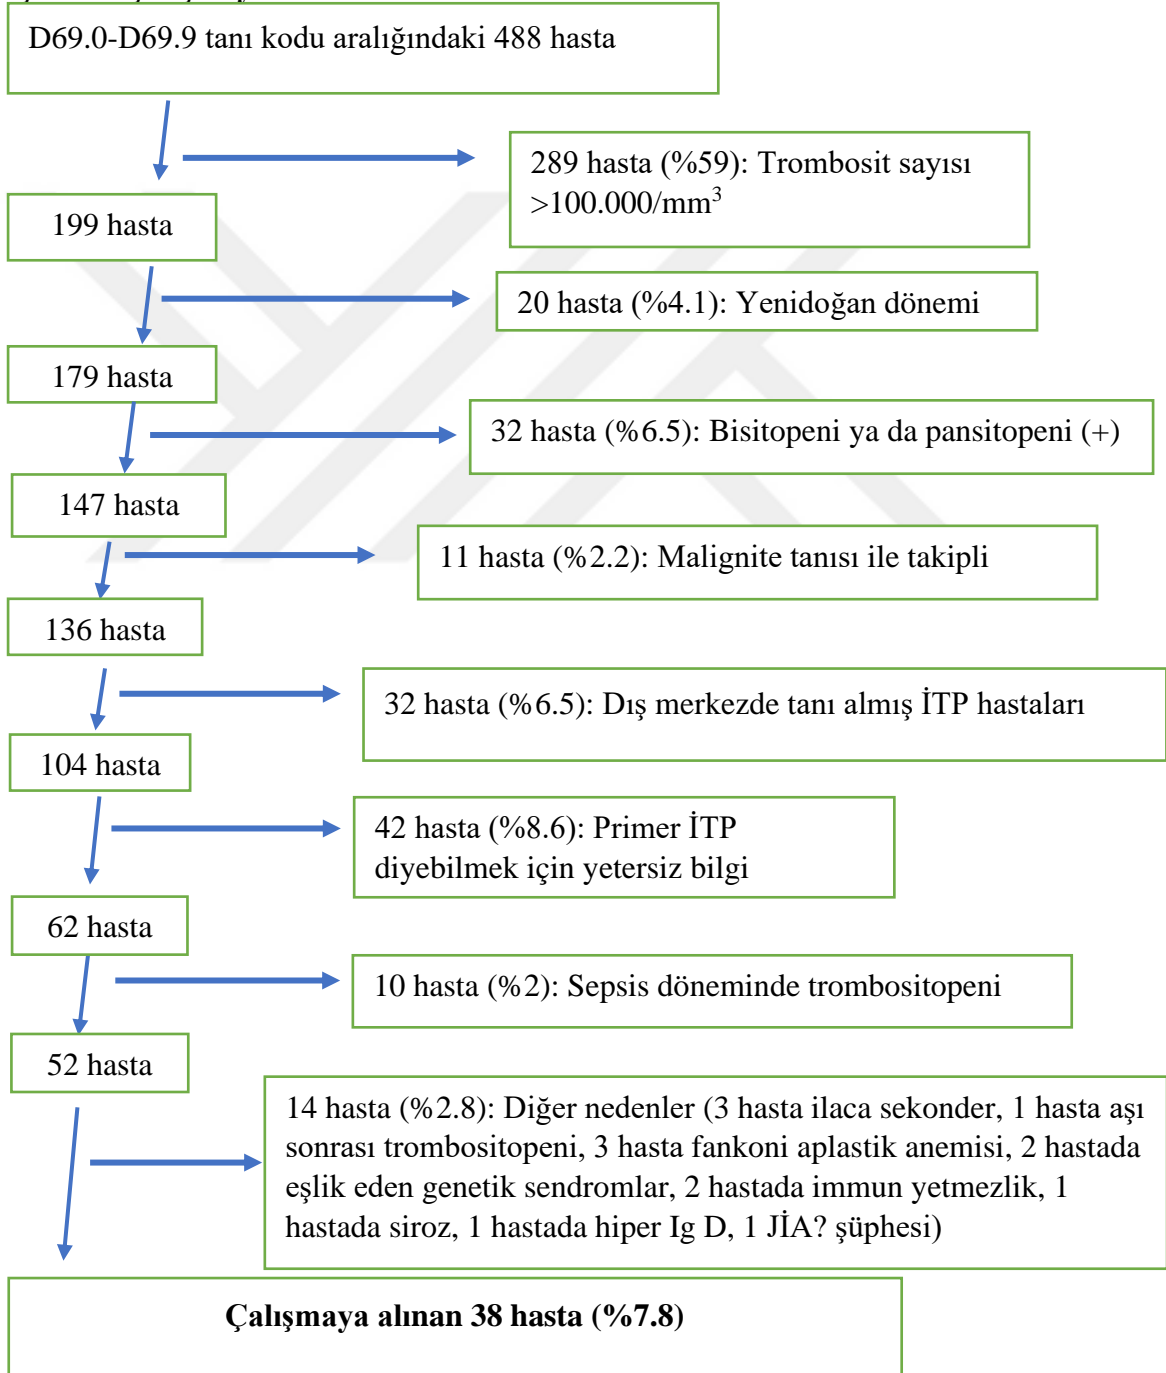 D69.0-D69.9 tanı kodu aralığındaki 488 hasta
289 hasta (%59): Trombosit sayısı
>100.000/mm³
199 hasta
20 hasta (%4.1): Yenidoğan dönemi
179 hasta
32 hasta (%6.5): Bisitopeni ya da pansitopeni (+)
147 hasta
11 hasta (%2.2): Malignite tanısı ile takipli
136 hasta
32 hasta (%6.5): Dış merkezde tanı almış İTP hastaları
104 hasta
42 hasta (%8.6): Primer İTP
diyebilmek için yetersiz bilgi
62 hasta
10 hasta (%2): Sepsis döneminde trombositopeni
52 hasta
14 hasta (%2.8): Diğer nedenler (3 hasta ilaca sekonder, 1 hasta aşı
sonrası trombositopeni, 3 hasta fankoni aplastik anemisi, 2 hastada
eşlik eden genetik sendromlar, 2 hastada immun yetmezlik, 1
hastada siroz, 1 hastada hiper Ig D, 1 JİA? şüphesi)
Çalışmaya alınan 38 hasta (%7.8)